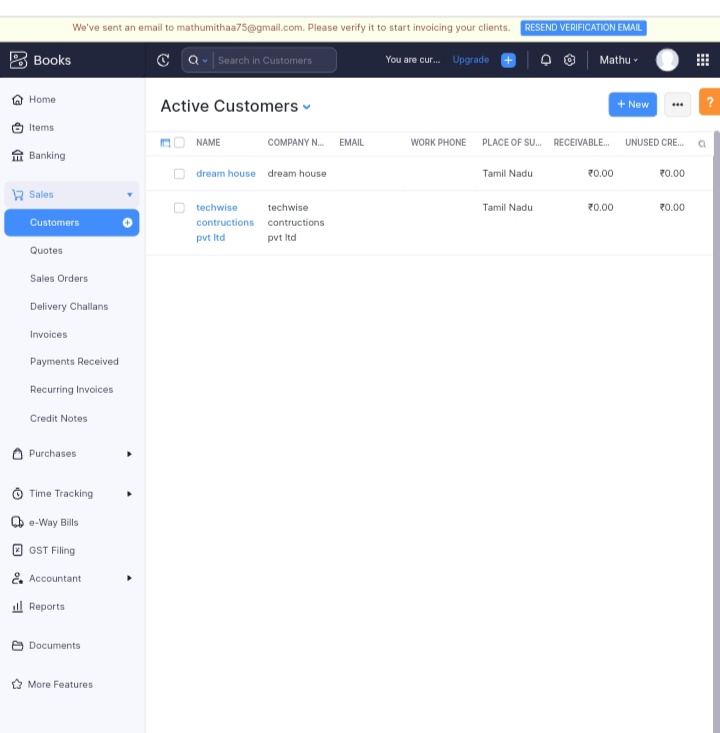 We've sent an email to mathumithaa75@gmail.com. Please verify it to start invoicing your clients. RESEND VERIFICATION EMAIL
Books
Search in Customers
You are cur... Upgrade
Mathu
Home
Items
Banking
Sales
Customers
Quotes
Sales Orders
Delivery Challans
Invoices
Payments Received
Recurring Invoices
Credit Notes
Purchases
Time Tracking
e-Way Bills
GST Filing
Accountant
Reports
Documents
More Features
Active Customers
+ New
•••
?
NAME COMPANY N... EMAIL WORK PHONE PLACE OF SU... RECEIVABLE... UNUSED CRE...
dream house dream house Tamil Nadu ₹0.00 ₹0.00
techwise techwise Tamil Nadu ₹0.00 ₹0.00
contructions contructions
pvt ltd pvt ltd